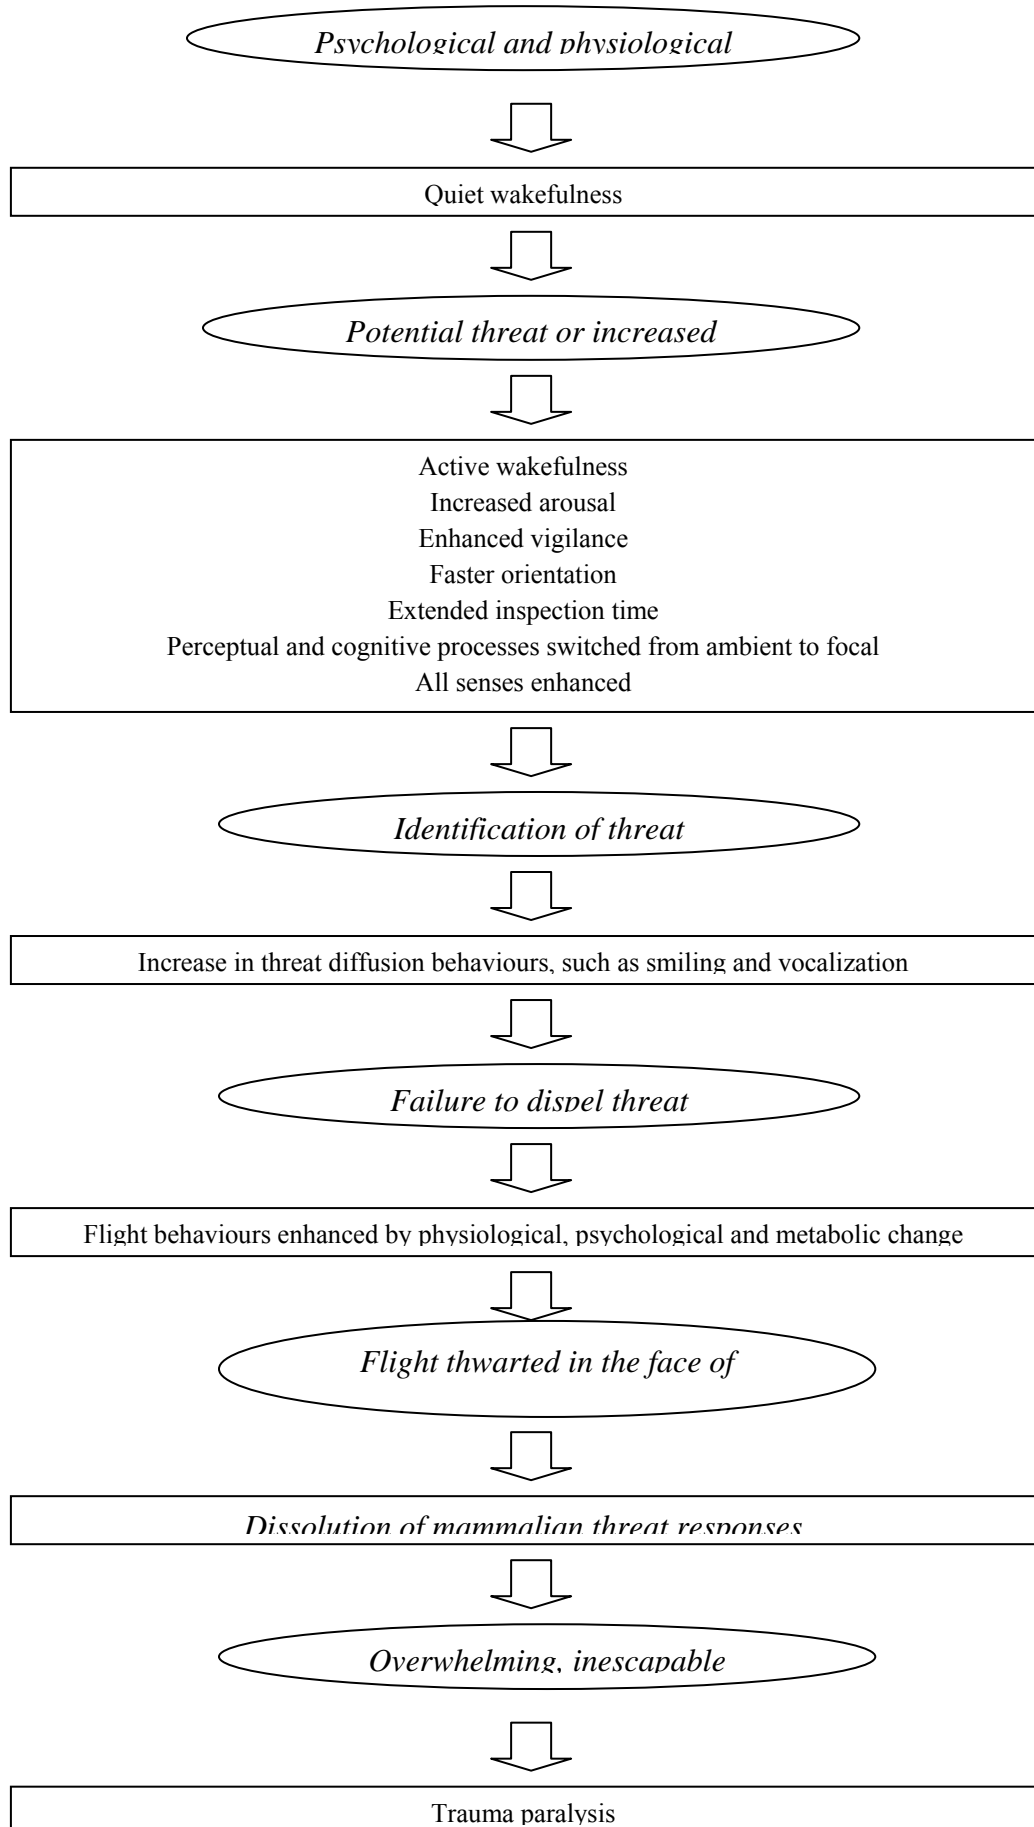 Psychological and physiological
Quiet wakefulness
Potential threat or increased
Active wakefulness
Increased arousal
Enhanced vigilance
Faster orientation
Extended inspection time
Perceptual and cognitive processes switched from ambient to focal
All senses enhanced
Identification of threat
Increase in threat diffusion behaviours, such as smiling and vocalization
Failure to dispel threat
Flight behaviours enhanced by physiological, psychological and metabolic change
Flight thwarted in the face of
Dissolution of mammalian threat responses
Overwhelming, inescapable
Trauma paralysis